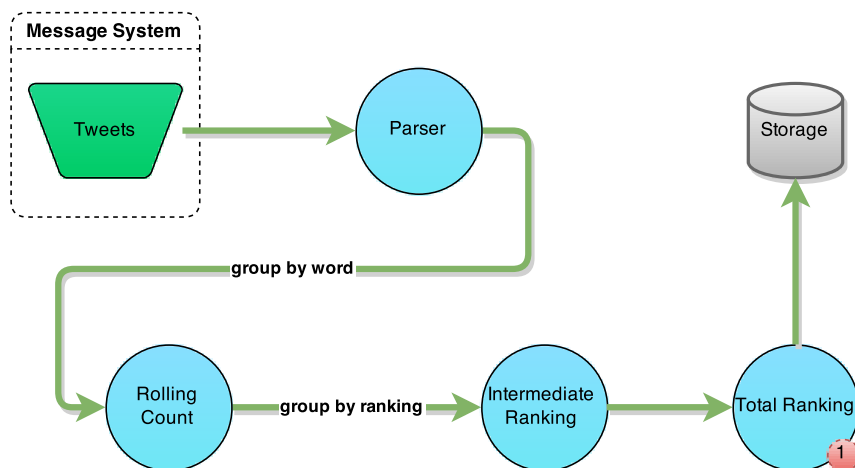 Message System
Tweets
Parser
Storage
group by word
Rolling
Count
group by ranking
Intermediate
Ranking
Total Ranking
1